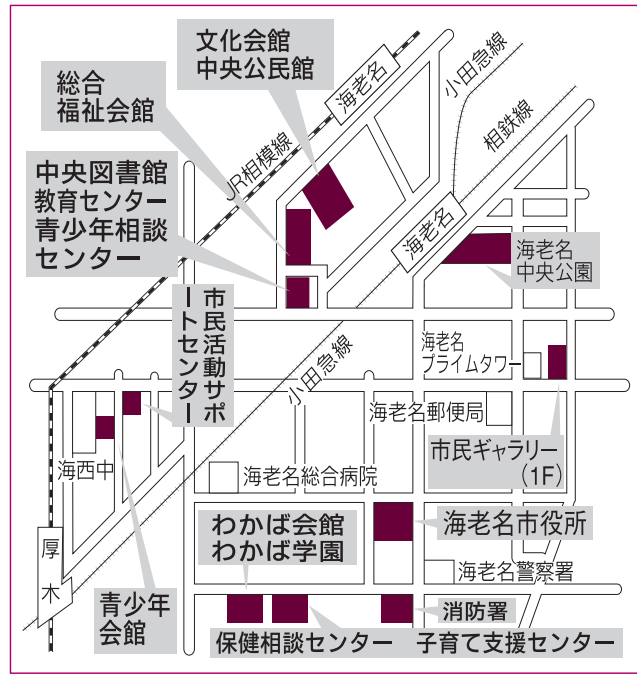 文化会館
中央公民館
総合
福祉会館
中央図書館
教育センター
青少年相談
センター
海老名
小田急線
相鉄線
JR相模線
海老名
海老名
中央公園
市民活動サポ
ートセンター
小田急線
海老名
プライムタワー
海老名郵便局
市民ギャラリー
(1F)
海西中
海老名総合病院
わかば会館
わかば学園
海老名市役所
厚木
海老名警察署
青少年
会館
消防署
保健相談センター
子育て支援センター